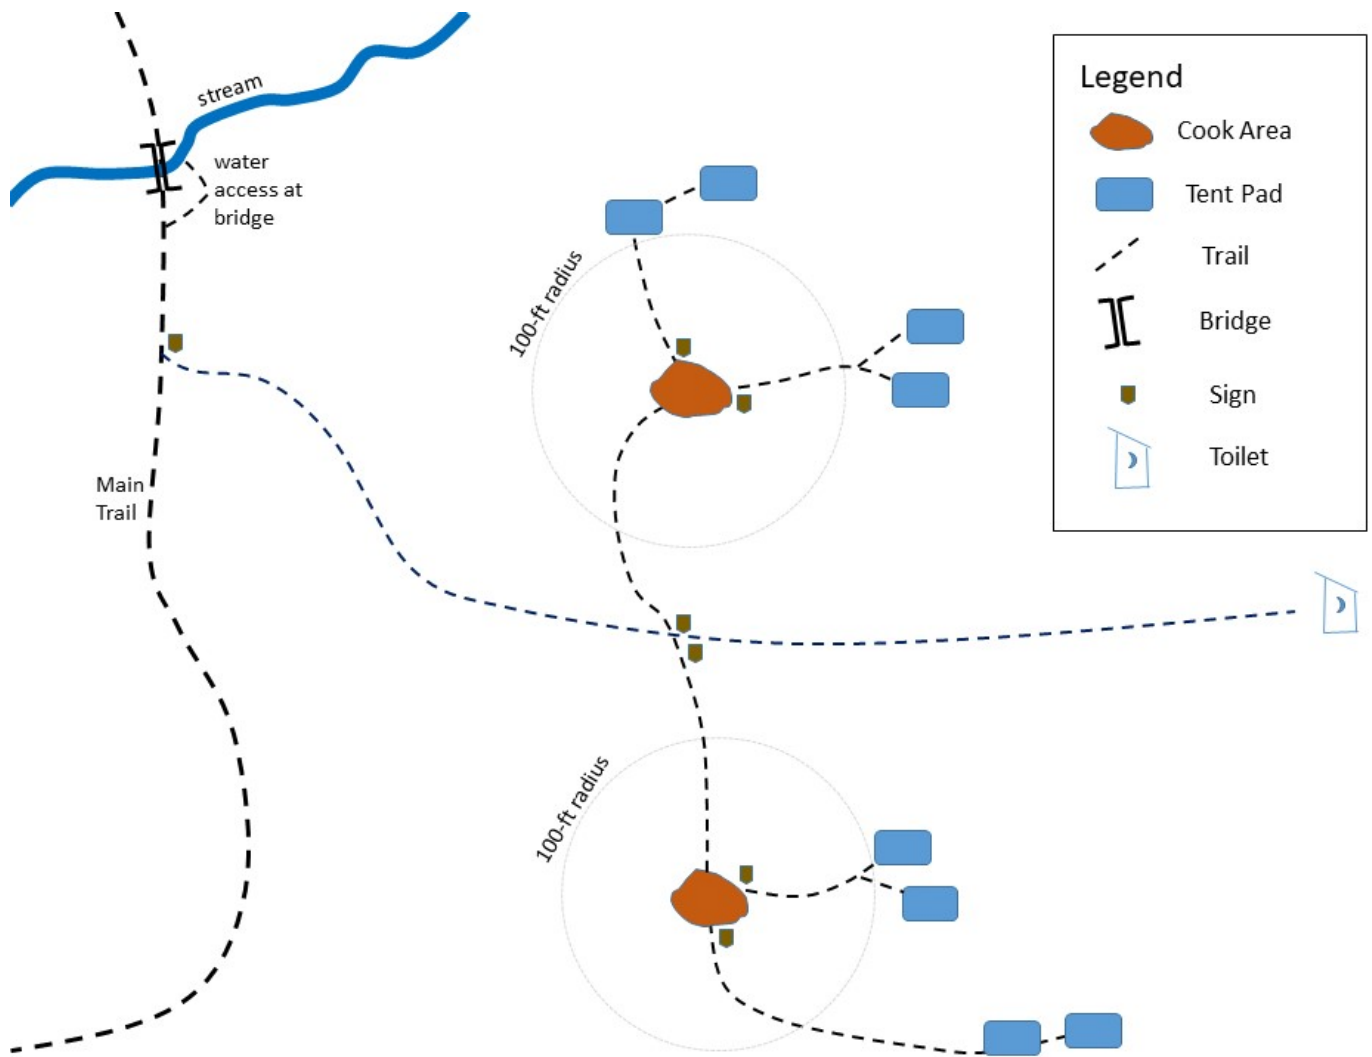 stream
water
access at
bridge
100-ft radius
Main
Trail
100-ft radius
Legend
Cook Area
Tent Pad
Trail
Bridge
Sign
Toilet